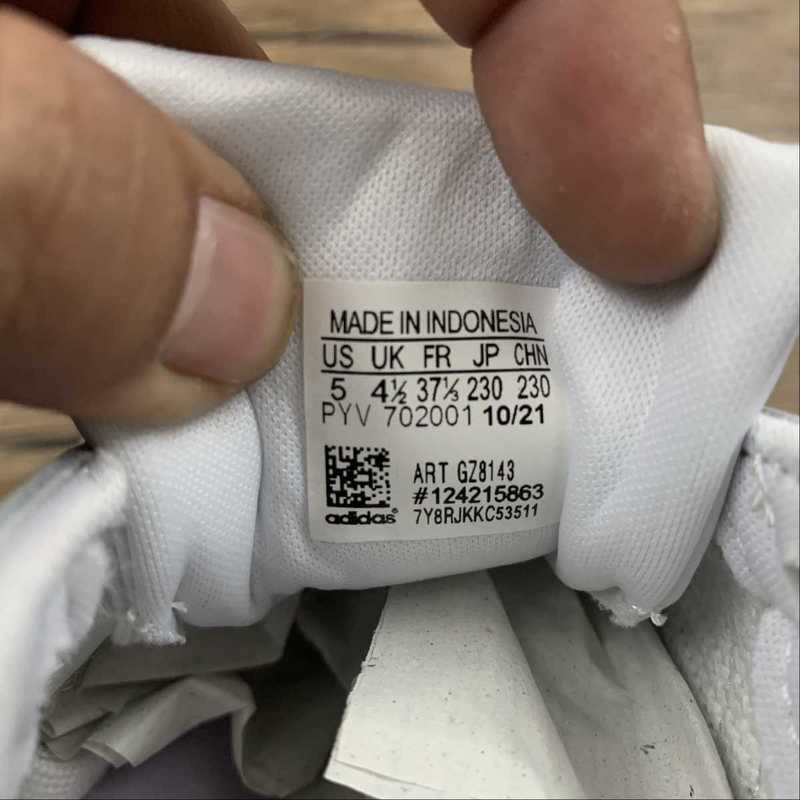 MADE IN INDONESIA
US UK FR JP CHN
5 4½ 37⅓ 230 230
PYV 702001 10/21
ART GZ8143
#124215863
adidas 7Y8RJKKC53511